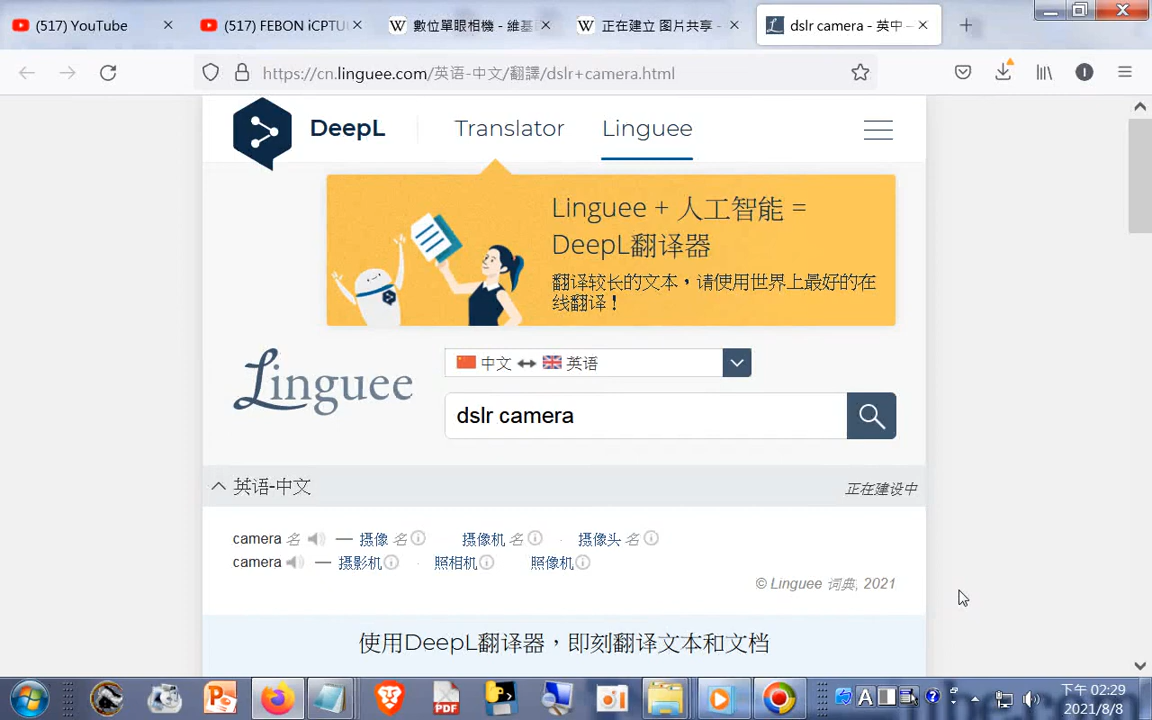 (517) YouTube
(517) FEBON iCPTU
數位單眼相機 - 維基
正在建立 图片共享 -
dslr camera - 英中 –
https://cn.linguee.com/英语-中文/翻譯/dslr+camera.html
DeepL
Translator
Linguee
Linguee + 人工智能 =
DeepL翻译器
翻译较长的文本，请使用世界上最好的在
线翻译！
Linguee
中文 ↔ 英语
dslr camera
英语-中文
正在建设中
camera 名 — 摄像 名 摄像机 名 · 摄像头 名
camera — 摄影机 · 照相机 照像机
© Linguee 词典, 2021
使用DeepL翻译器，即刻翻译文本和文档
PDF
下午 02:29
2021/8/8